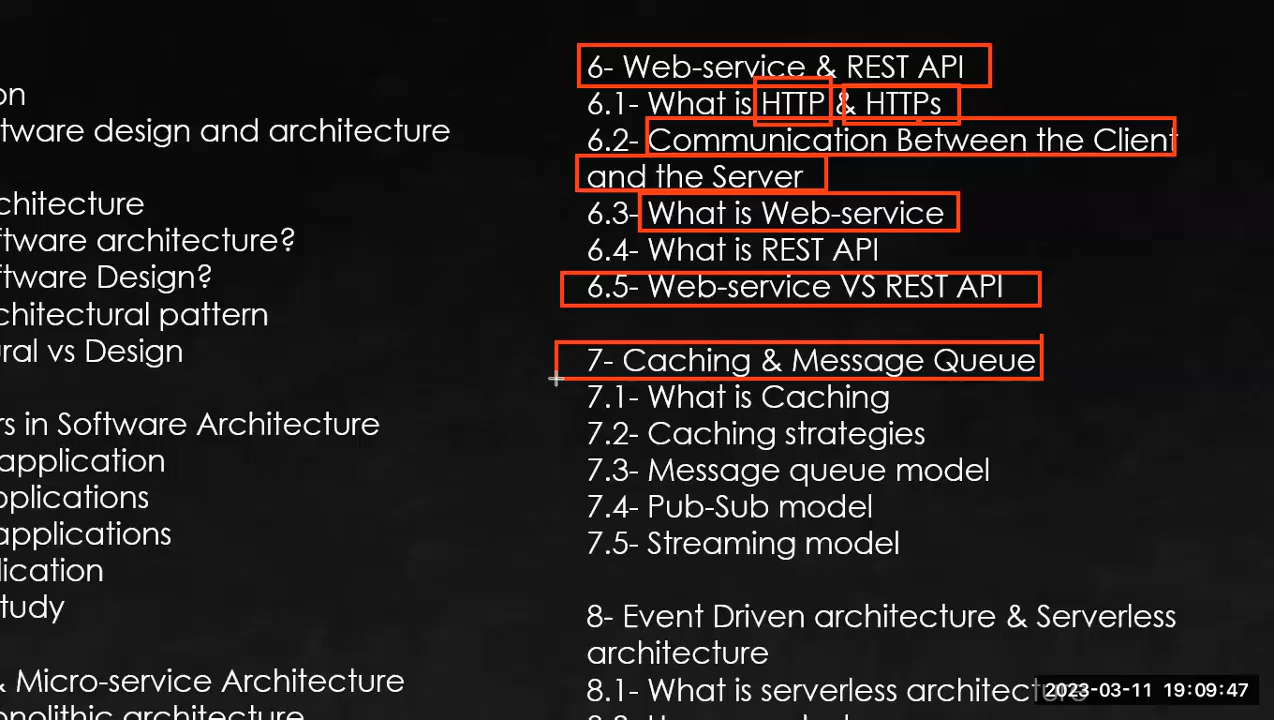 on
tware design and architecture
chitecture
ftware architecture?
ftware Design?
chitectural pattern
ral vs Design
rs in Software Architecture
application
pplications
applications
lication
tudy
& Micro-service Architecture
nolithic architecture
6- Web-service & REST API
6.1- What is HTTP & HTTPs
6.2- Communication Between the Client
and the Server
6.3- What is Web-service
6.4- What is REST API
6.5- Web-service VS REST API
7- Caching & Message Queue
7.1- What is Caching
7.2- Caching strategies
7.3- Message queue model
7.4- Pub-Sub model
7.5- Streaming model
8- Event Driven architecture & Serverless
architecture
8.1- What is serverless architecture
2023-03-11 19:09:47